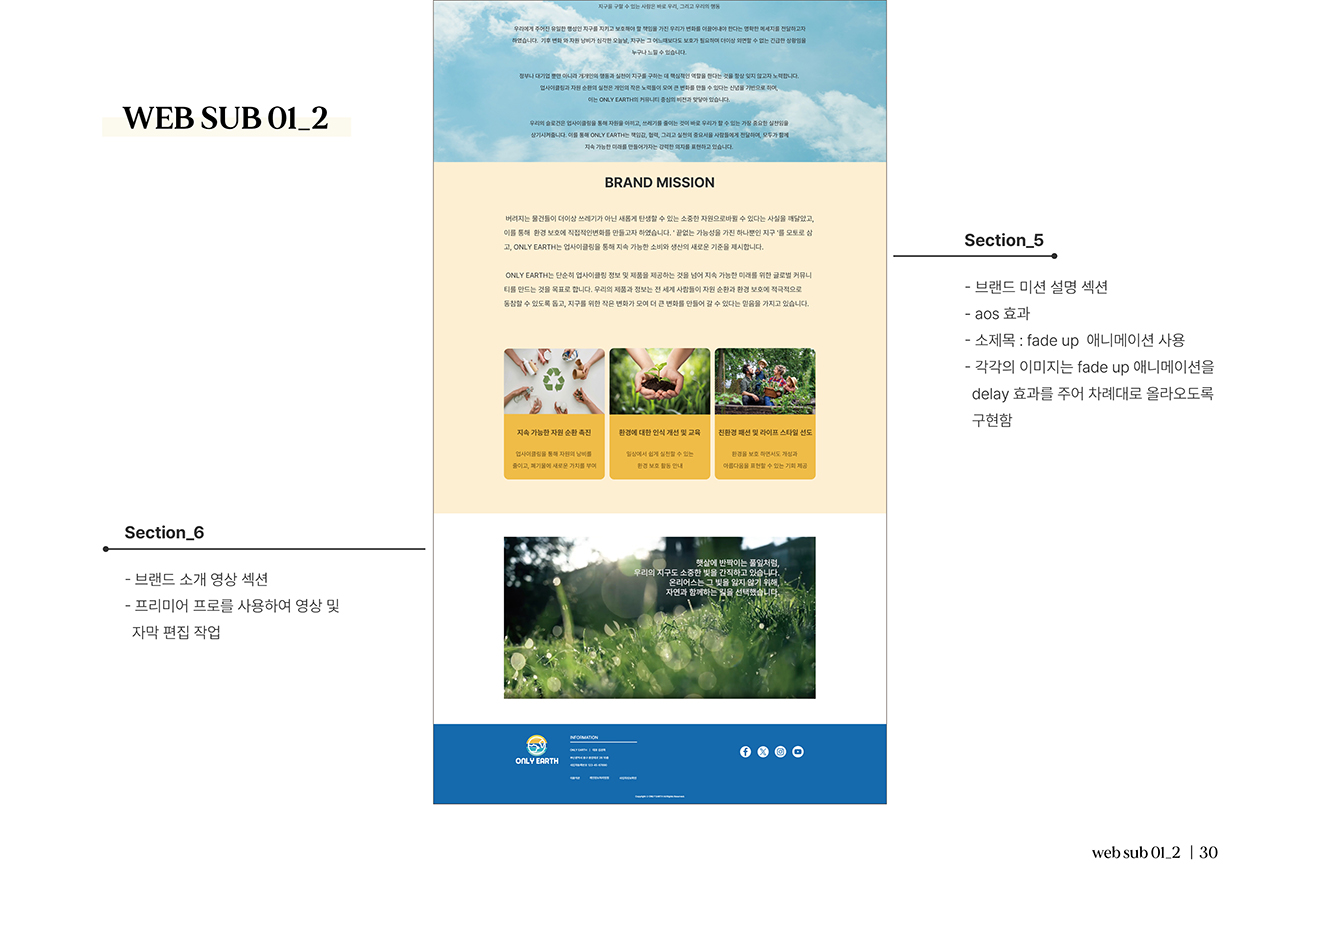 WEB SUB 01_2
지구를 구할 수 있는 사람은 바로 우리, 그리고 우리의 행동
우리에게 주어진 유일한 행성인 지구를 지키고 보호해야 할 책임을 가진 우리가 변화를 이끌어내야 한다는 명확한 메세지를 전달하고자
하였습니다. 기후 변화 와 자원 낭비가 심각한 오늘날, 지구는 그 어느때보다도 보호가 필요하며 더이상 외면할 수 없는 긴급한 상황임을
누구나 느낄 수 있습니다.
정부나 대기업 뿐만 아니라 개개인의 행동과 실천이 지구를 구하는 데 핵심적인 역할을 한다는 것을 항상 잊지 않고자 노력합니다.
업사이클링과 자원 순환의 실천은 개인의 작은 노력들이 모여 큰 변화를 만들 수 있다는 신념을 기반으로 하며,
이는 ONLY EARTH의 커뮤니티 중심의 비전과 맞닿아 있습니다.
우리의 슬로건은 업사이클링을 통해 자원을 아끼고, 쓰레기를 줄이는 것이 바로 우리가 할 수 있는 가장 중요한 실천임을
상기시켜줍니다. 이를 통해 ONLY EARTH는 책임감, 협력, 그리고 실천의 중요서을 사람들에게 전달하며, 모두가 함께
지속 가능한 미래를 만들어가자는 강력한 의지를 표현하고 있습니다.
BRAND MISSION
버려지는 물건들이 더이상 쓰레기가 아닌 새롭게 탄생할 수 있는 소중한 자원으로바뀔 수 있다는 사실을 깨달았고,
이를 통해 환경 보호에 직접적인변화를 만들고자 하였습니다. ' 끝없는 가능성을 가진 하나뿐인 지구 '를 모토로 삼
고, ONLY EARTH는 업사이클링을 통해 지속 가능한 소비와 생산의 새로운 기준을 제시합니다.
ONLY EARTH는 단순히 업사이클링 정보 및 제품을 제공하는 것을 넘어 지속 가능한 미래를 위한 글로벌 커뮤니
티를 만드는 것을 목표로 합니다. 우리의 제품과 정보는 전 세계 사람들이 자원 순환과 환경 보호에 적극적으로
동참할 수 있도록 돕고, 지구를 위한 작은 변화가 모여 더 큰 변화를 만들어 갈 수 있다는 믿음을 가지고 있습니다.
지속 가능한 자원 순환 촉진
업사이클링을 통해 자원의 낭비를
줄이고, 폐기물에 새로운 가치를 부여
환경에 대한 인식 개선 및 교육
일상에서 쉽게 실천할 수 있는
환경 보호 활동 안내
친환경 패션 및 라이프 스타일 선도
환경을 보호 하면서도 개성과
아름다움을 표현할 수 있는 기회 제공
Section_5
- 브랜드 미션 설명 섹션
- aos 효과
- 소제목 : fade up 애니메이션 사용
- 각각의 이미지는 fade up 애니메이션을
delay 효과를 주어 차례대로 올라오도록
구현함
Section_6
- 브랜드 소개 영상 섹션
- 프리미어 프로를 사용하여 영상 및
자막 편집 작업
햇살에 반짝이는 풀잎처럼,
우리의 지구도 소중한 빛을 간직하고 있습니다.
온리어스는 그 빛을 잃지 않기 위해,
자연과 함께하는 길을 선택했습니다.
ONLY EARTH
INFORMATION
web sub 01_2 | 30